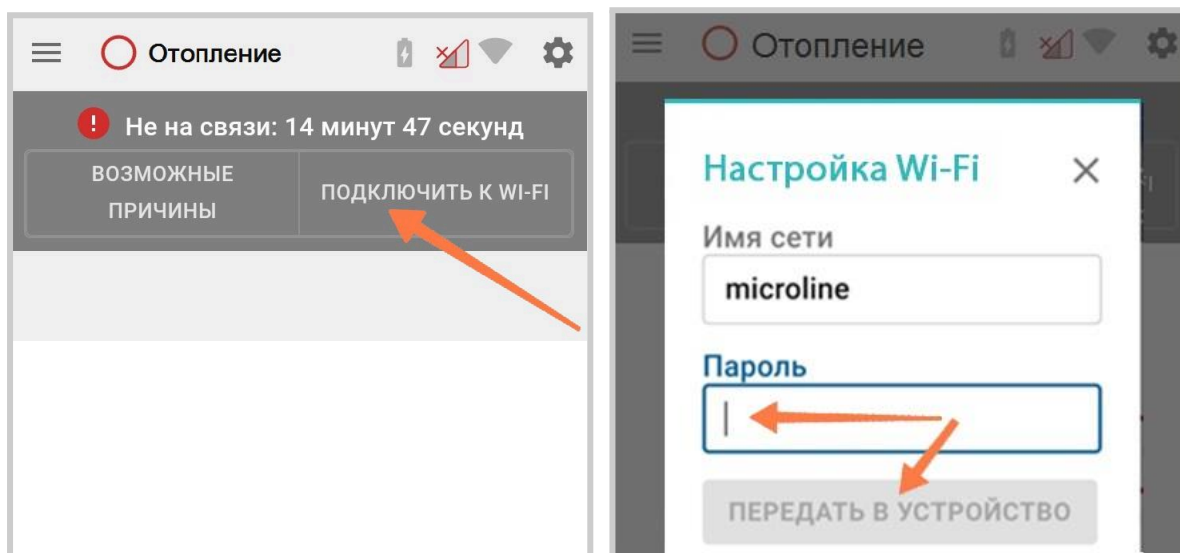 Отопление
Не на связи: 14 минут 47 секунд
ВОЗМОЖНЫЕ
ПРИЧИНЫ
ПОДКЛЮЧИТЬ К WI-FI
Отопление
Настройка Wi-Fi
Имя сети
microline
Пароль
ПЕРЕДАТЬ В УСТРОЙСТВО